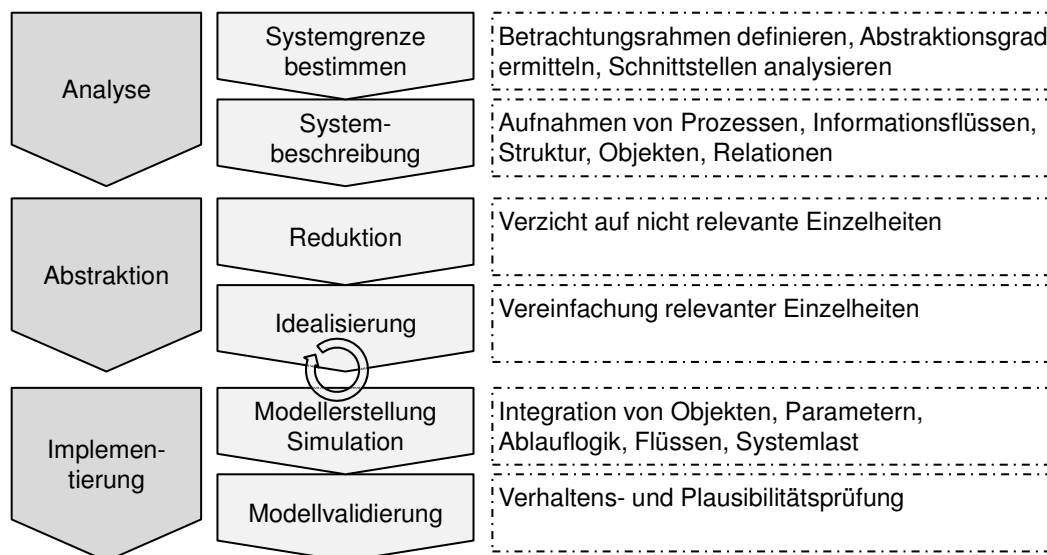 Analyse
Systemgrenze
bestimmen
Betrachtungsrahmen definieren, Abstraktionsgrad
ermitteln, Schnittstellen analysieren
System-
beschreibung
Aufnahmen von Prozessen, Informationsflüssen,
Struktur, Objekten, Relationen
Abstraktion
Reduktion
Verzicht auf nicht relevante Einzelheiten
Idealisierung
Vereinfachung relevanter Einzelheiten
Implemen-
tierung
Modellerstellung
Simulation
Integration von Objekten, Parametern,
Ablauflogik, Flüssen, Systemlast
Modellvalidierung
Verhaltens- und Plausibilitätsprüfung